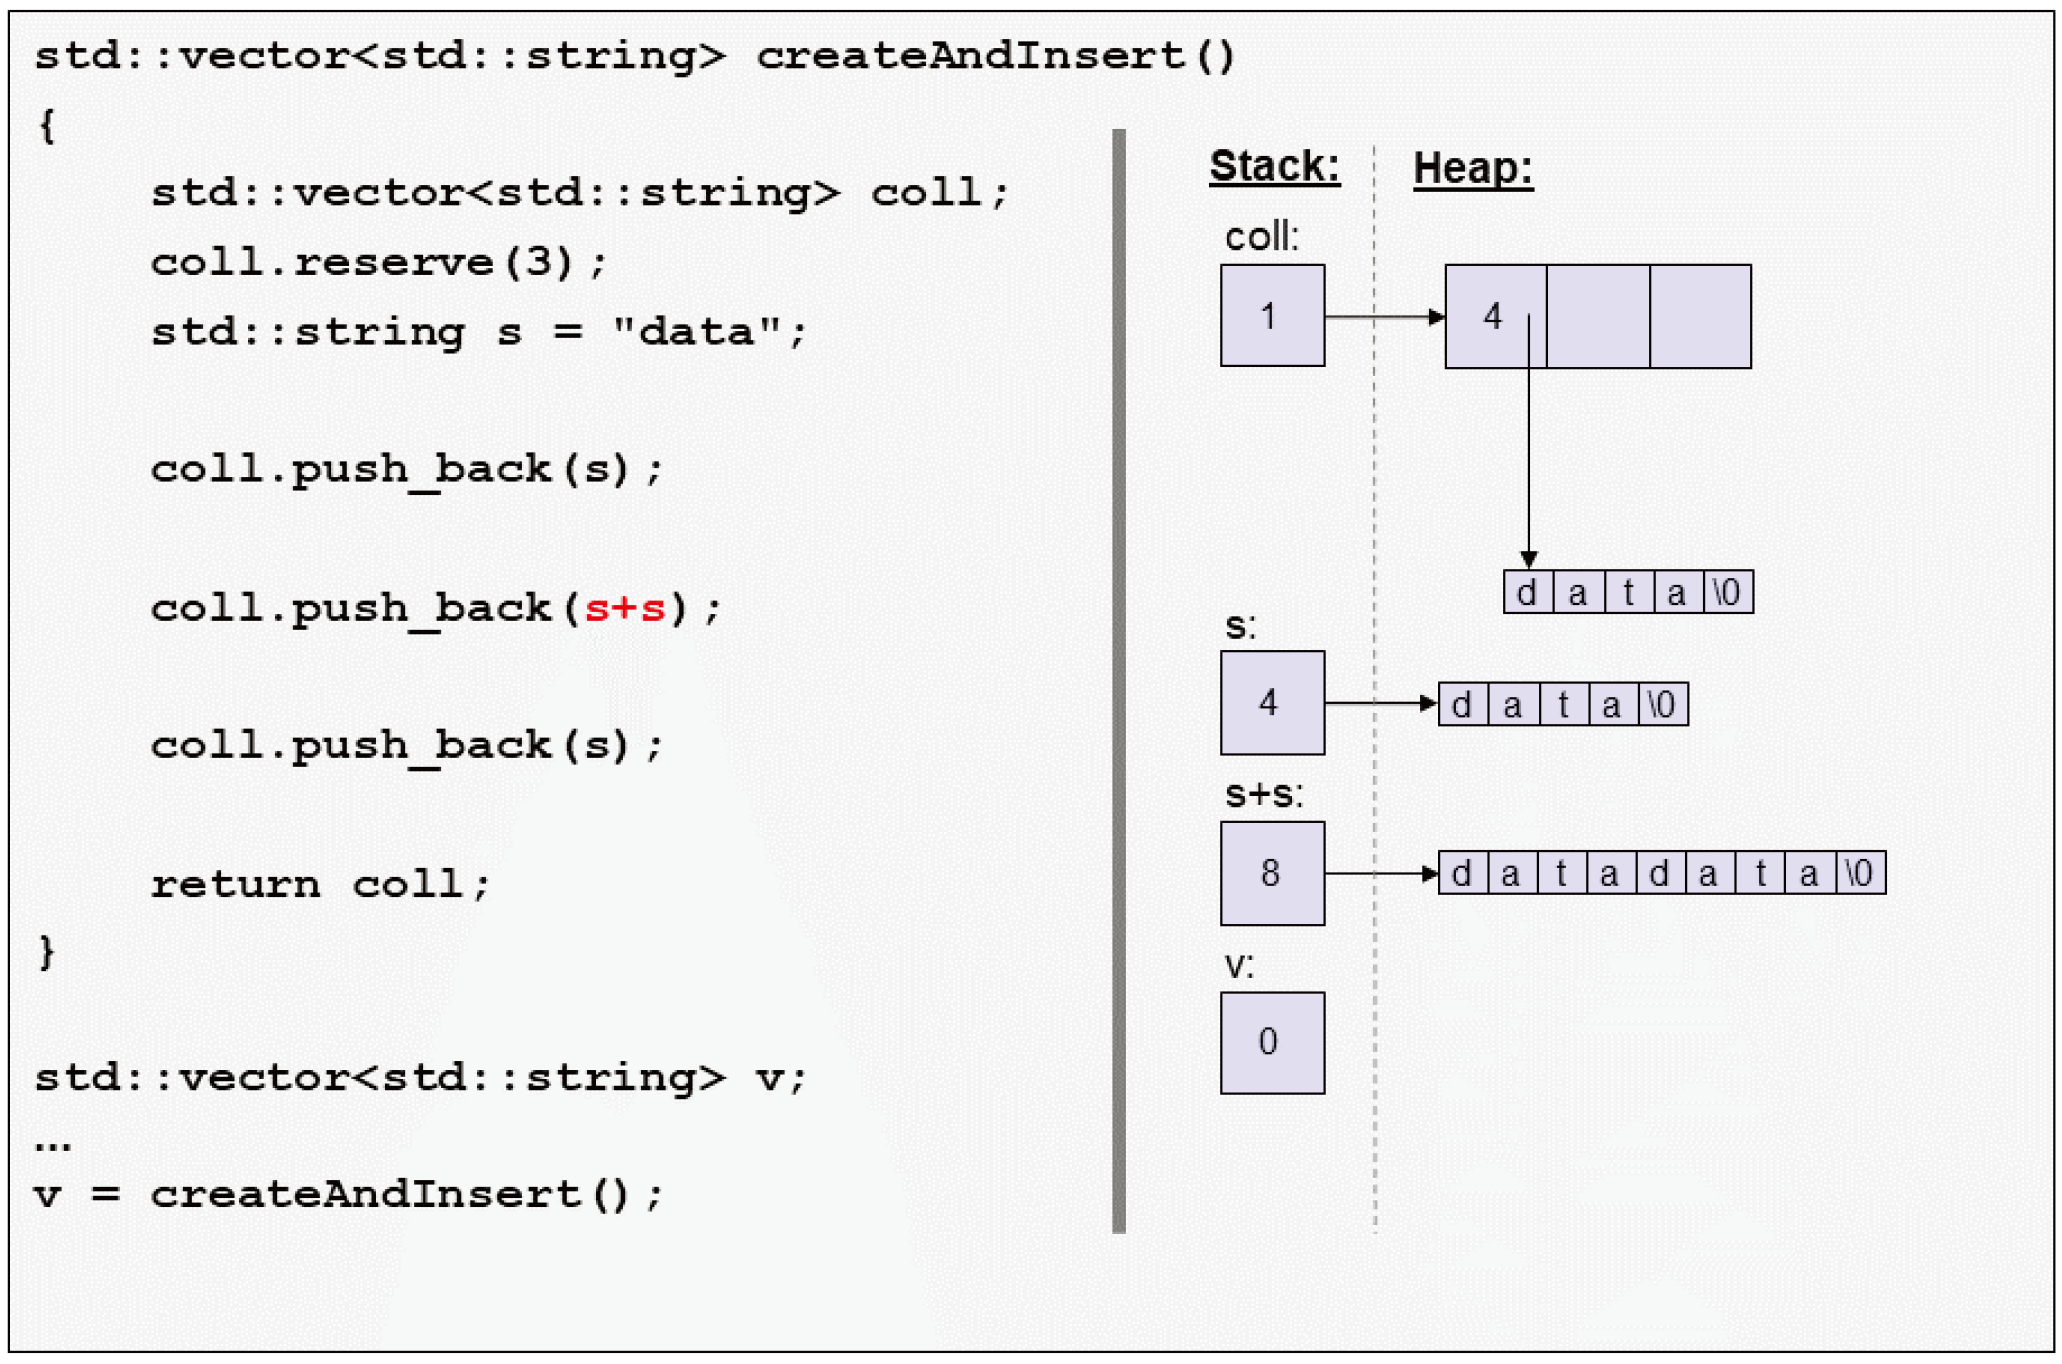 std::vector<std::string> createAndInsert()
{
std::vector<std::string> coll;
coll.reserve(3);
std::string s = "data";
coll.push_back(s);
coll.push_back(s+s);
coll.push_back(s);
return coll;
}
std::vector<std::string> v;
...
v = createAndInsert();
Stack: Heap:
coll:
1 4
d a t a \0
s:
4 d a t a \0
s+s:
8 d a t a d a t a \0
v:
0